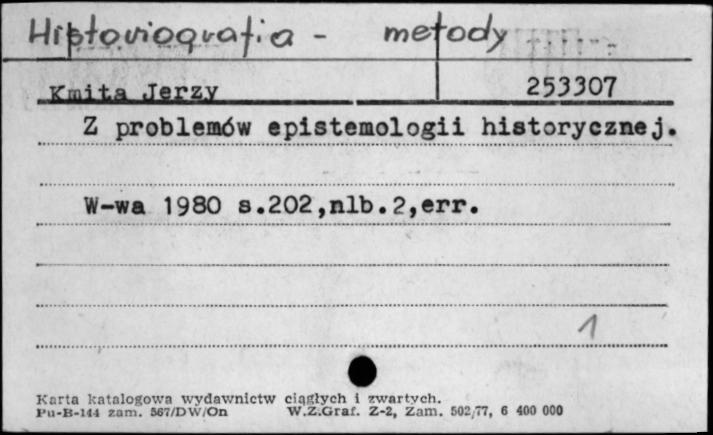 Historiografia - metody
Kmita Jerzy 253307
Z problemów epistemologii historycznej.
W-wa 1980 s.202,nlb.2,err.
1
Karta katalogowa wydawnictw ciągłych i zwartych.
Pu-B-144 zam. 567/DW/On W.Z.Graf. Z-2, Zam. 502/77, 6 400 000